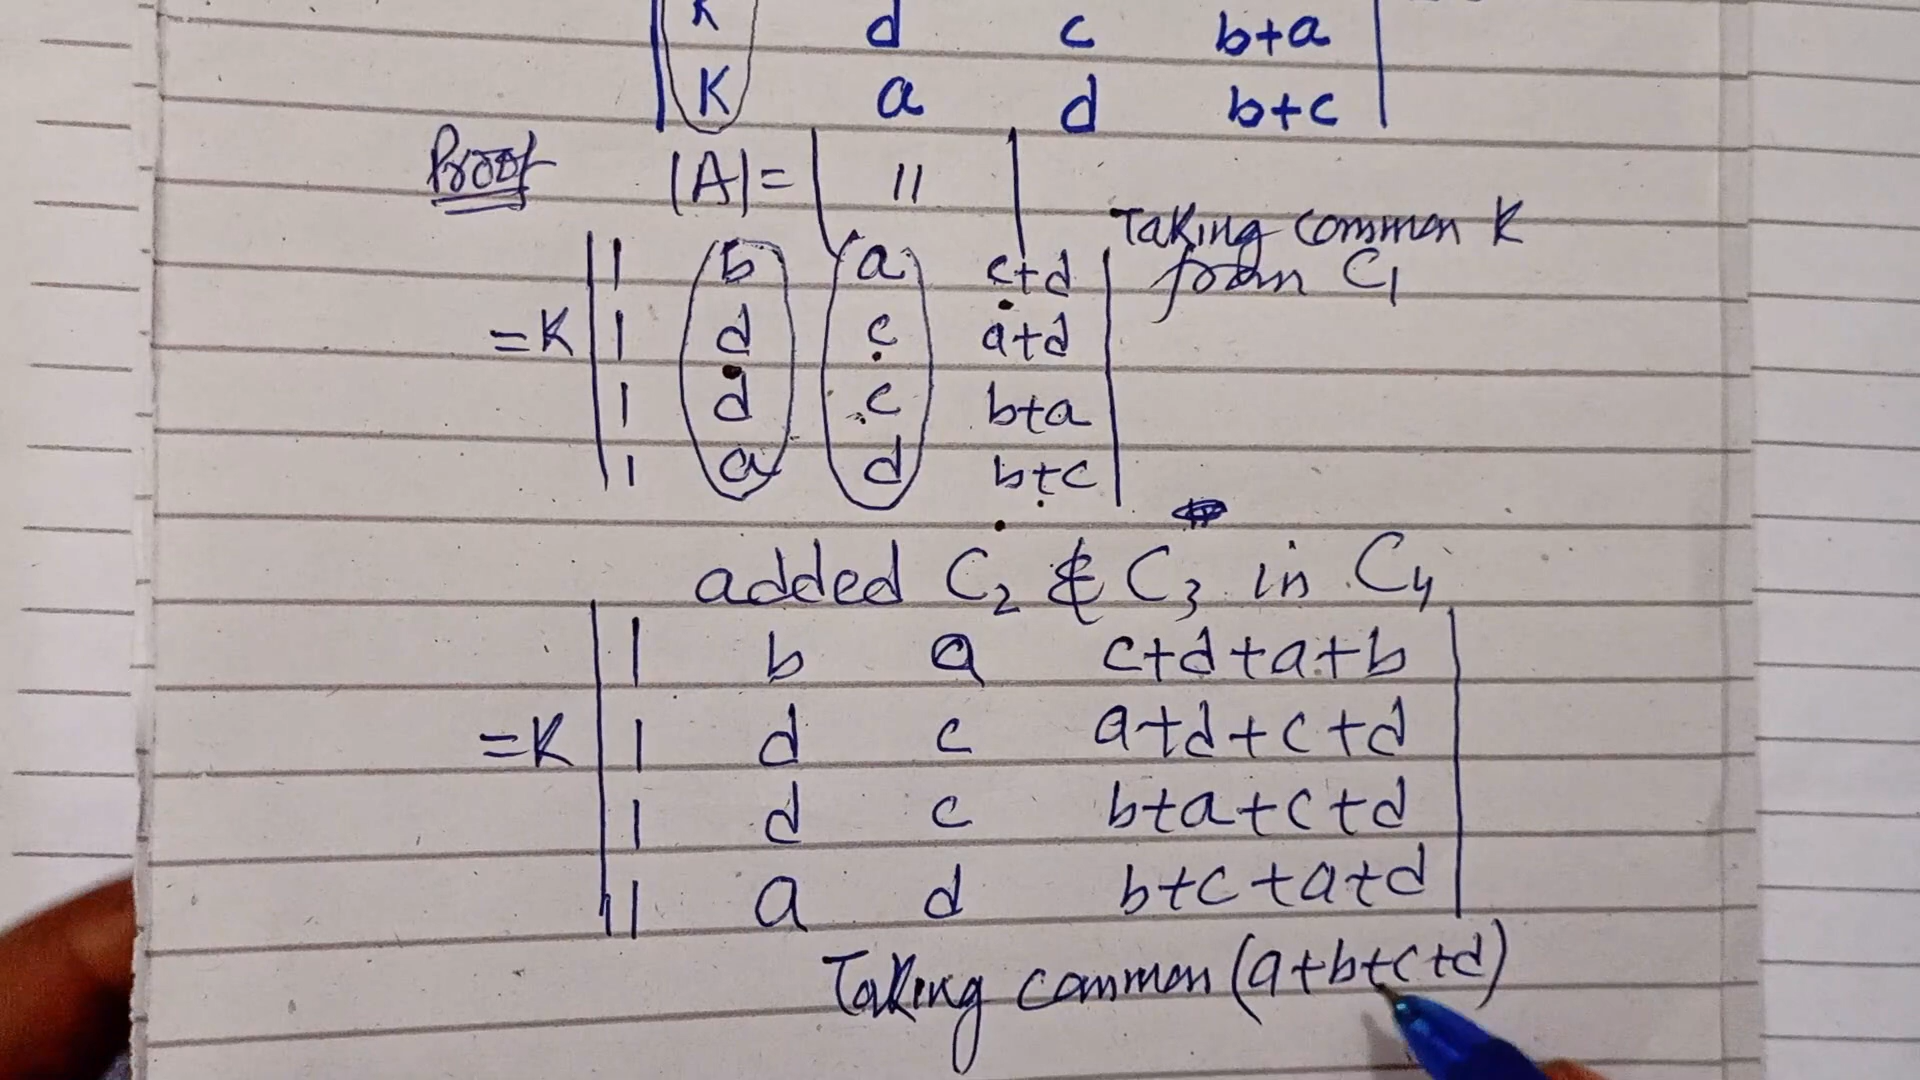 K d c b+a
K a d b+c
Proof |A| = | 11 |
Taking common K
from C1
| 1 b a c+d |
=K | 1 d c a+d |
| 1 d c b+a |
| 1 a d b+c |
added C2 & C3 in C4
| 1 b a c+d+a+b |
=K | 1 d c a+d+c+d |
| 1 d c b+a+c+d |
| 1 a d b+c+a+d |
Taking common (a+b+c+d)